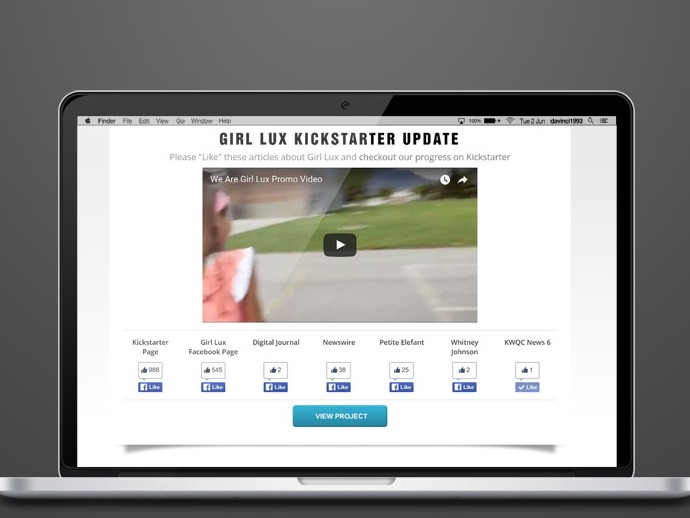 Finder File Edit View Go Window Help 100% Tue 2 Jun davinci1993
GIRL LUX KICKSTARTER UPDATE
Please "Like" these articles about Girl Lux and checkout our progress on Kickstarter
We Are Girl Lux Promo Video
Kickstarter Page
Girl Lux Facebook Page
Digital Journal
Newswire
Petite Elefant
Whitney Johnson
KWQC News 6
988 545 2 38 25 2 1
Like Like Like Like Like Like Like
VIEW PROJECT